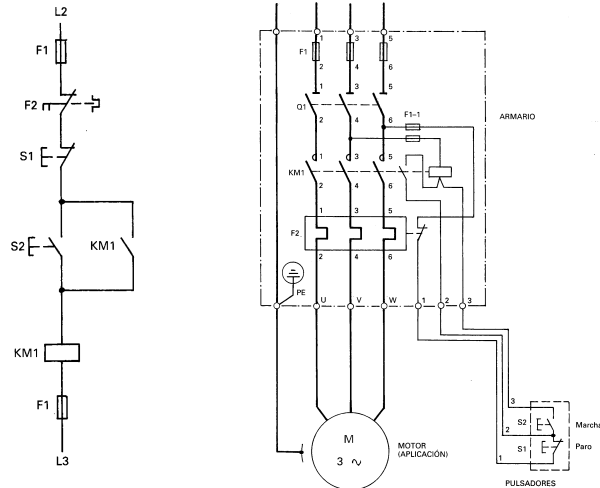 L2
F1
F2
S1
S2 KM1
KM1
F1
L3
1 3 5
F1
2 4 6
1 3 5
Q1
2 4 6
F1-1
ARMARIO
1 3 5
KM1
2 4 6
1 3 5
F2
2 4 6
PE
U V W 1 2 3
M
3 ~
MOTOR
(APLICACIÓN)
3
S2 Marcha
2
S1 Paro
1
PULSADORES